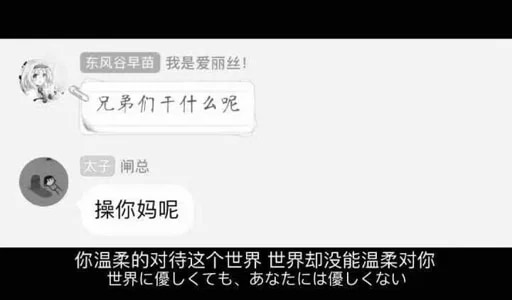 东风谷早苗 我是爱丽丝!
兄弟们干什么呢
太子 闸总
操你妈呢
你温柔的对待这个世界 世界却没能温柔对你
世界に優しくても、あなたには優しくない